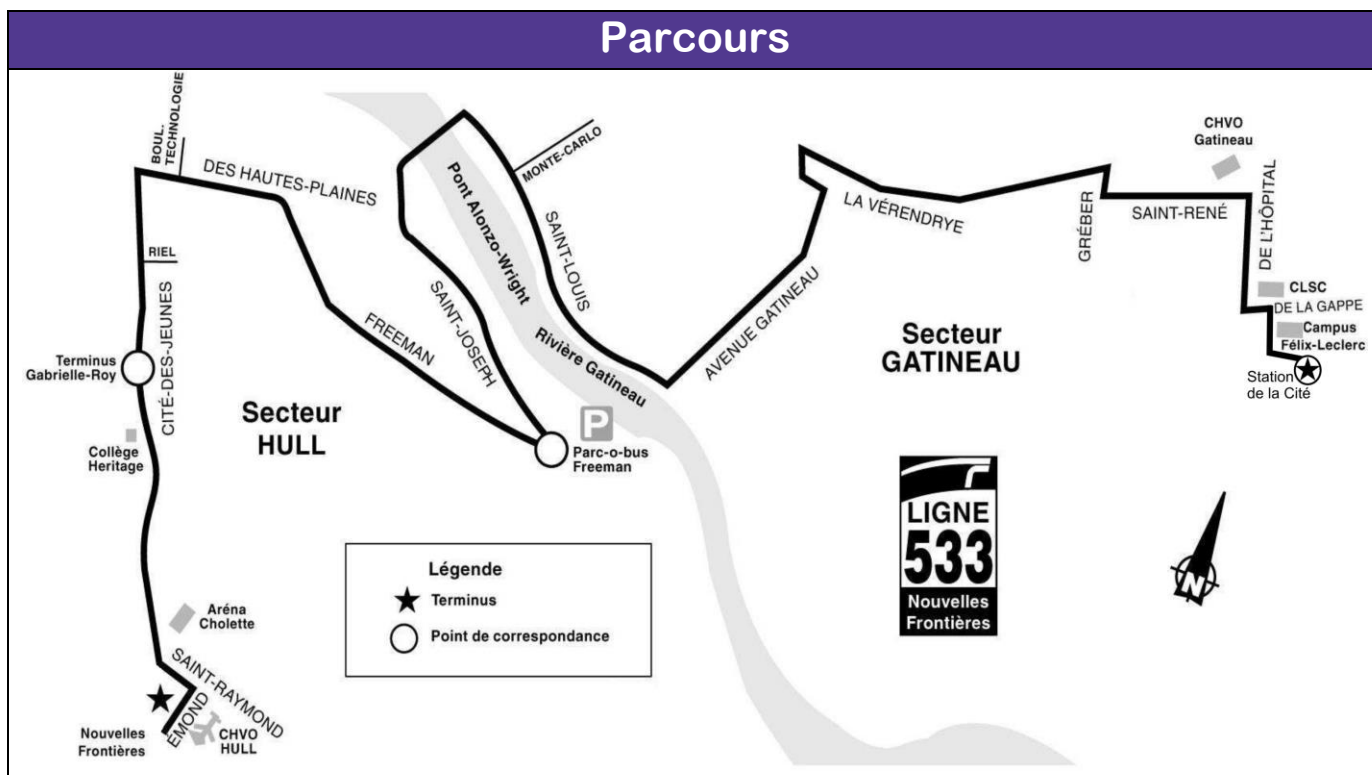 Parcours
BOUL.
TECHNOLOGIE
DES HAUTES-PLAINES
RIEL
CITÉ-DES-JEUNES
Terminus
Gabrielle-Roy
Collège
Heritage
Secteur
HULL
FREEMAN
SAINT-JOSEPH
Pont Alonzo-Wright
Rivière Gatineau
MONTE-CARLO
SAINT-LOUIS
Parc-o-bus
Freeman
P
AVENUE GATINEAU
LA VÉRENDRYE
GRÉBER
SAINT-RENÉ
CHVO
Gatineau
DE L'HÔPITAL
CLSC
DE LA GAPPE
Campus
Félix-Leclerc
Station
de la Cité
Secteur
GATINEAU
Aréna
Cholette
SAINT-RAYMOND
ÉMOND
Nouvelles
Frontières
CHVO
HULL
Légende
Terminus
Point de correspondance
LIGNE
533
Nouvelles
Frontières
N